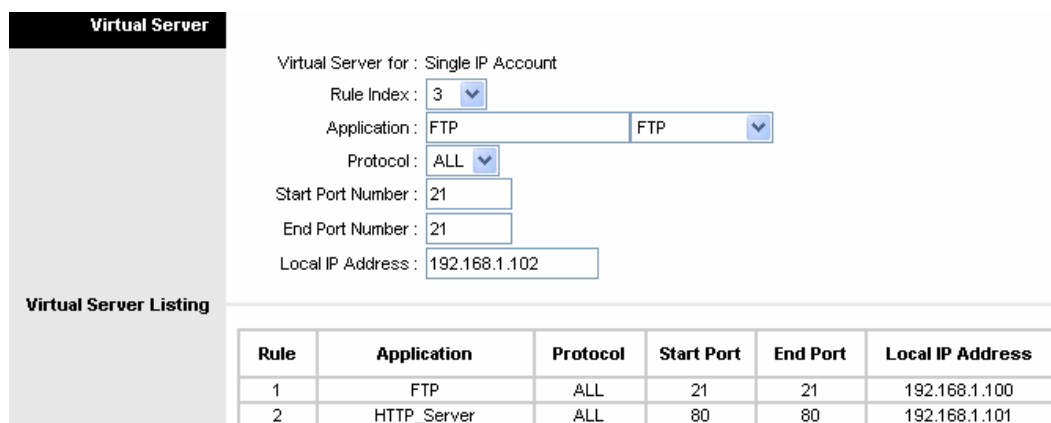 Virtual Server
Virtual Server for : Single IP Account
Rule Index : 3
Application : FTP FTP
Protocol : ALL
Start Port Number : 21
End Port Number : 21
Local IP Address : 192.168.1.102
Virtual Server Listing
Rule Application Protocol Start Port End Port Local IP Address
1 FTP ALL 21 21 192.168.1.100
2 HTTP_Server ALL 80 80 192.168.1.101